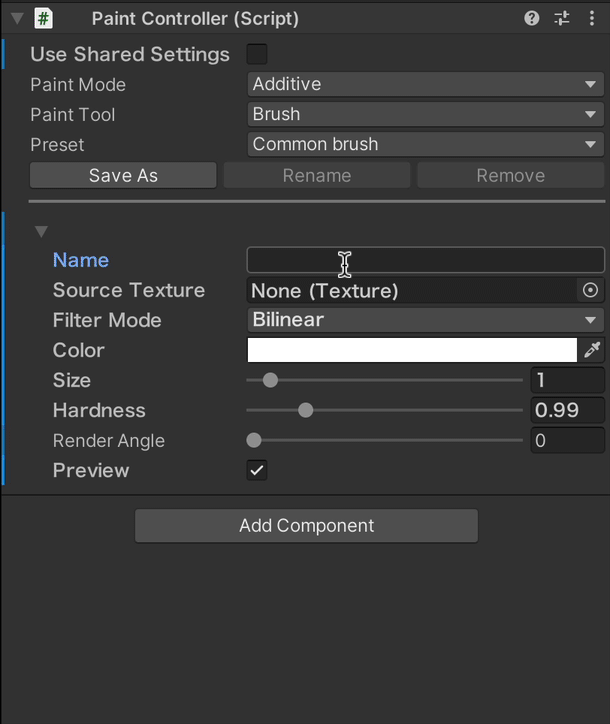 Paint Controller (Script)
Use Shared Settings
Paint Mode Additive
Paint Tool Brush
Preset Common brush
Save As Rename Remove
Name
Source Texture None (Texture)
Filter Mode Bilinear
Color
Size 1
Hardness 0.99
Render Angle 0
Preview
Add Component